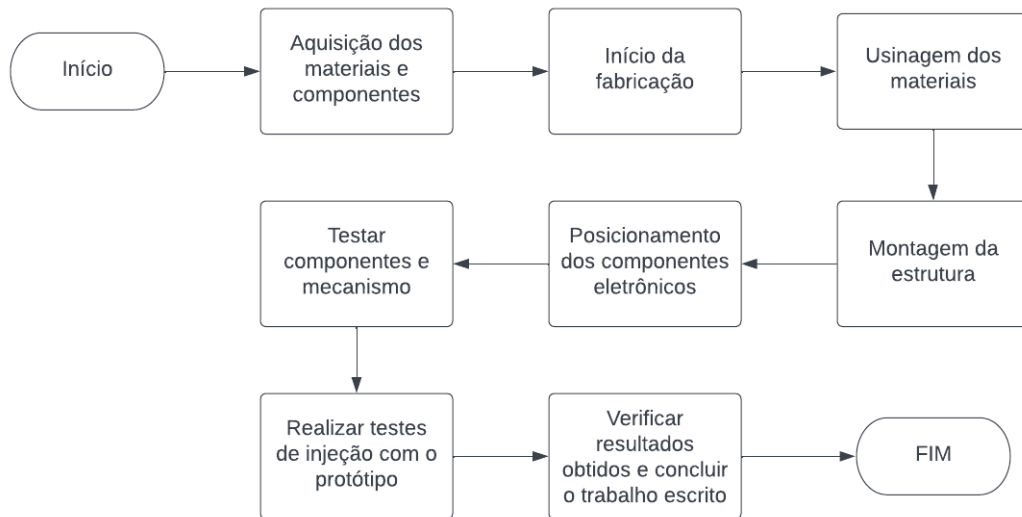 Início
Aquisição dos
materiais e
componentes
Início da
fabricação
Usinagem dos
materiais
Montagem da
estrutura
Posicionamento
dos componentes
eletrônicos
Testar
componentes e
mecanismo
Realizar testes
de injeção com o
protótipo
Verificar
resultados
obtidos e concluir
o trabalho escrito
FIM